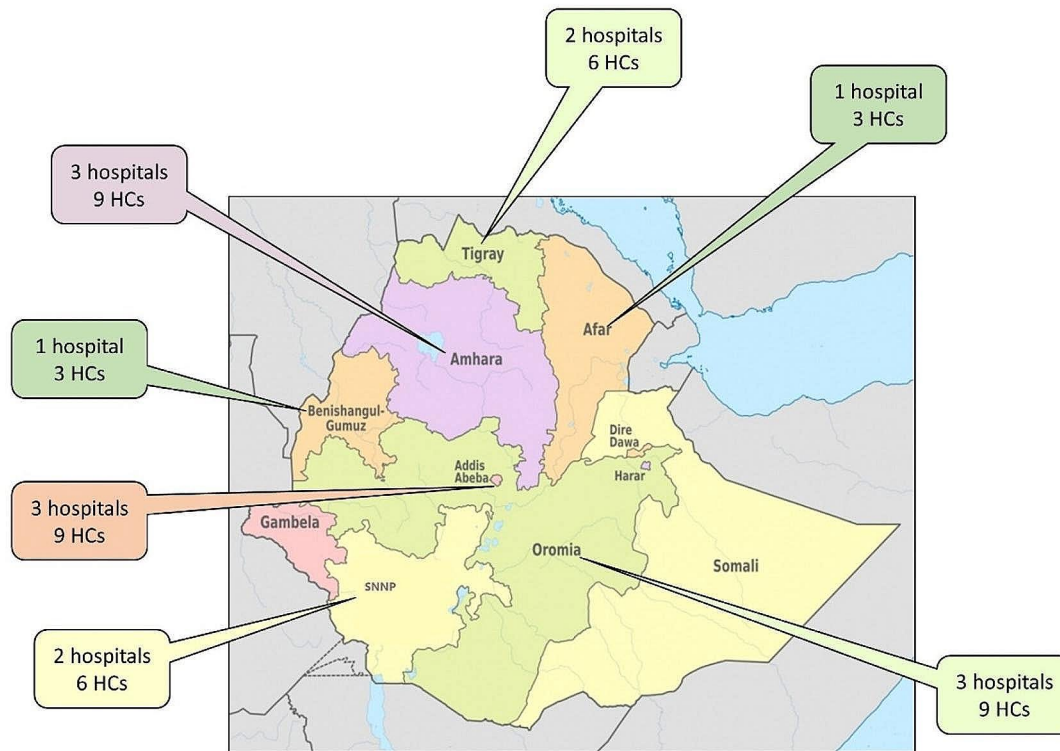 2 hospitals
6 HCs
1 hospital
3 HCs
3 hospitals
9 HCs
Tigray
Afar
Amhara
1 hospital
3 HCs
Benishangul-
Gumuz
Dire
Dawa
Addis
Abeba
Harar
3 hospitals
9 HCs
Gambela
Oromia
Somali
SNNP
2 hospitals
6 HCs
3 hospitals
9 HCs